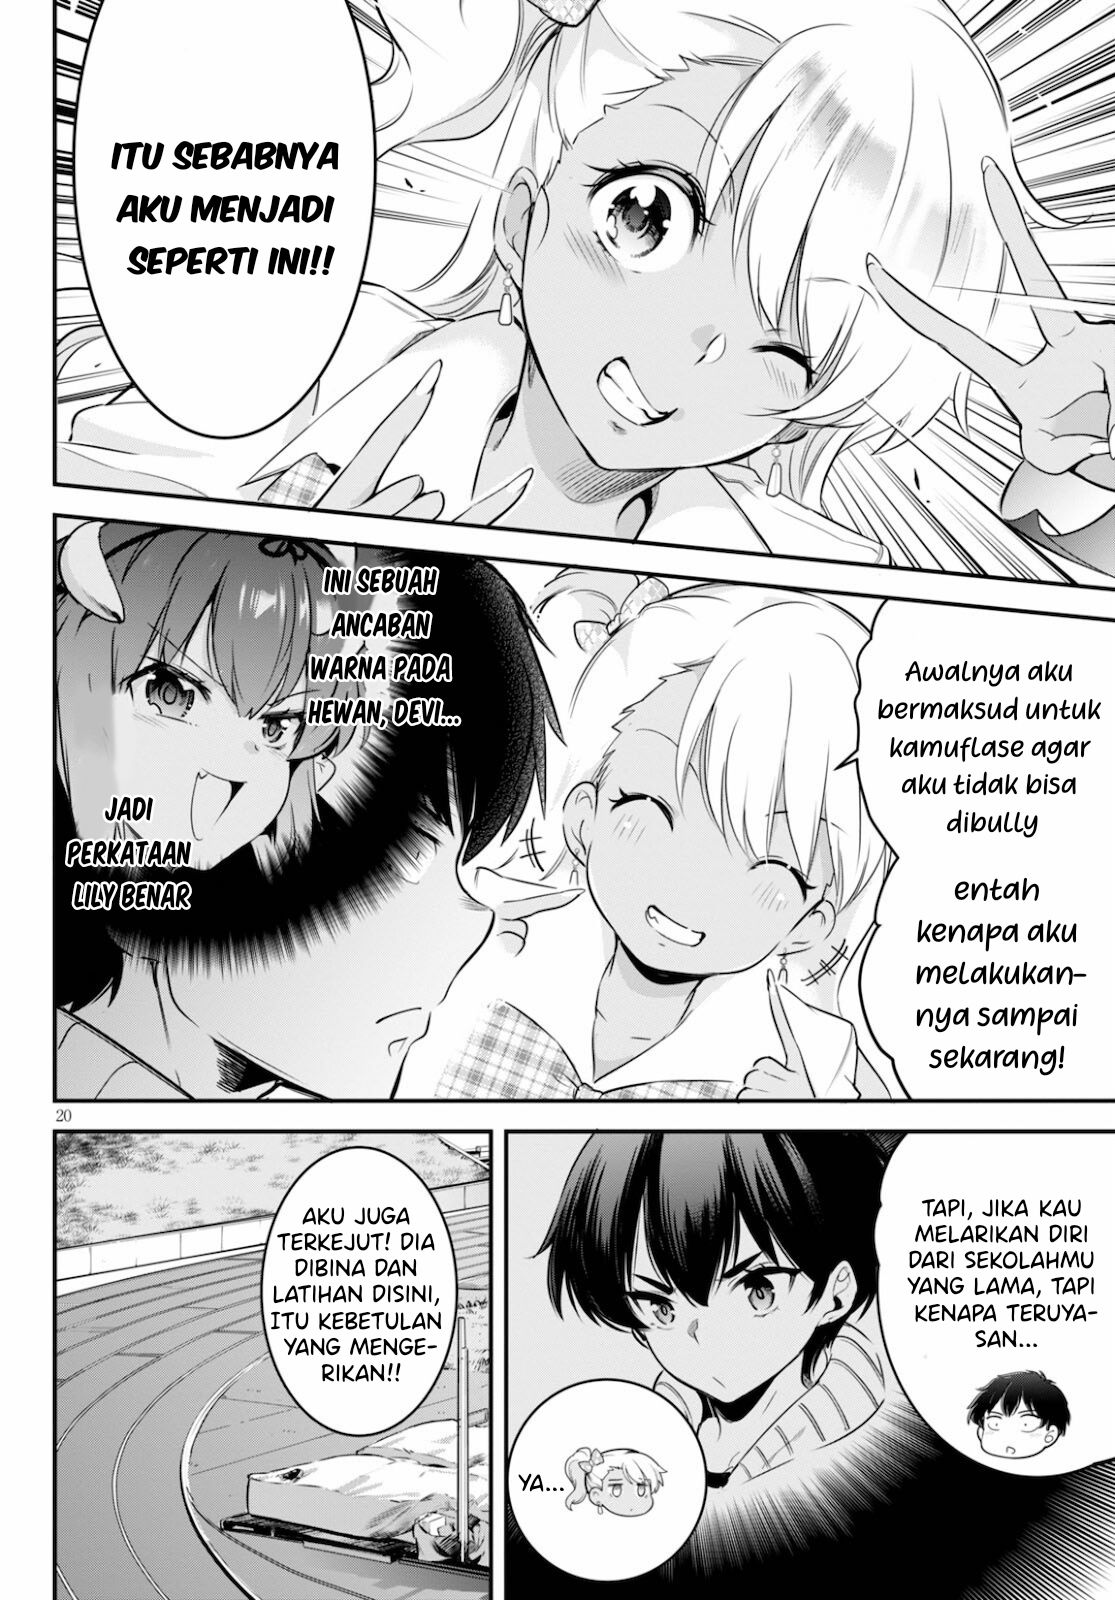 ITU SEBABNYA
AKU MENJADI
SEPERTI INI!!
Awalnya aku
bermaksud untuk
kamuflase agar
aku tidak bisa
dibully
entah
kenapa aku
melakukan-
nya sampai
sekarang!
INI SEBUAH
ANCABAN
WARNA PADA
HEWAN, DEVI...
JADI
PERKATAAN
LILY BENAR
20
TAPI, JIKA KAU
MELARIKAN DIRI
DARI SEKOLAHMU
YANG LAMA, TAPI
KENAPA TERUYA-
SAN...
YA...
AKU JUGA
TERKEJUT! DIA
DIBINA DAN
LATIHAN DISINI,
ITU KEBETULAN
YANG MENGE-
RIKAN!!